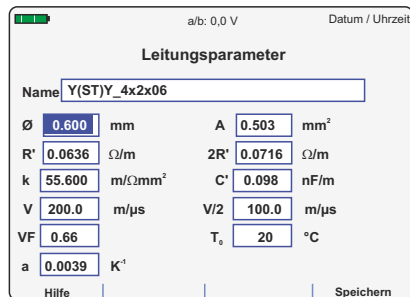 a/b: 0,0 V Datum / Uhrzeit
Leitungsparameter
Name Y(ST)Y_4x2x06
Ø 0.600 mm A 0.503 mm²
R' 0.0636 Ω/m 2R' 0.0716 Ω/m
k 55.600 m/Ωmm² C' 0.098 nF/m
V 200.0 m/µs V/2 100.0 m/µs
VF 0.66 T₀ 20 °C
a 0.0039 K⁻¹
Hilfe Speichern